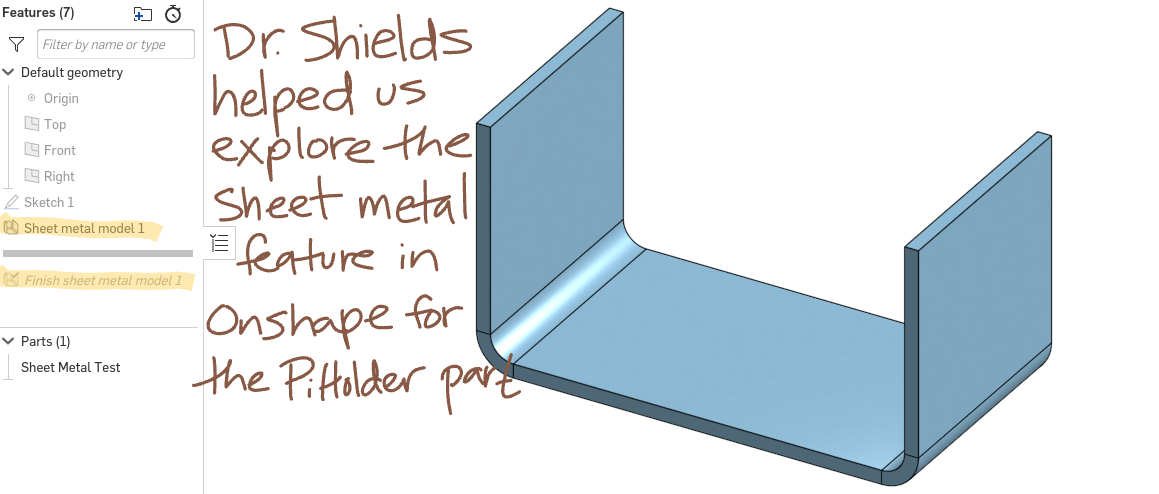 Features (7)
Filter by name or type
Default geometry
Origin
Top
Front
Right
Sketch 1
Sheet metal model 1
Finish sheet metal model 1
Parts (1)
Sheet Metal Test
Dr. Shields
helped us
explore the
Sheet metal
feature in
Onshape for
the PiHolder part